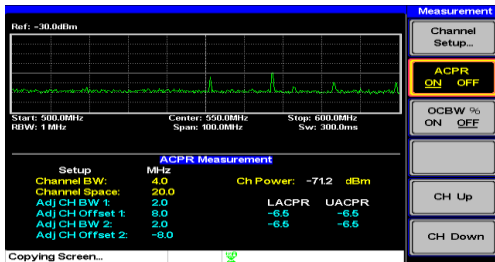 Measurement
Ref: -30.0dBm
Channel
Setup...
ACPR
ON OFF
OCBW %
ON OFF
Start: 500.0MHz Center: 550.0MHz Stop: 600.0MHz
RBW: 1 MHz Span: 100.0MHz Sw: 300.0ms
ACPR Measurement
Setup MHz
Channel BW: 4.0 Ch Power: -71.2 dBm
Channel Space: 20.0
Adj CH BW 1: 2.0 LACPR UACPR
Adj CH Offset 1: 8.0 -6.5 -6.5
Adj CH BW 2: 2.0 -6.5 -6.5
Adj CH Offset 2: -8.0
CH Up
CH Down
Copying Screen...